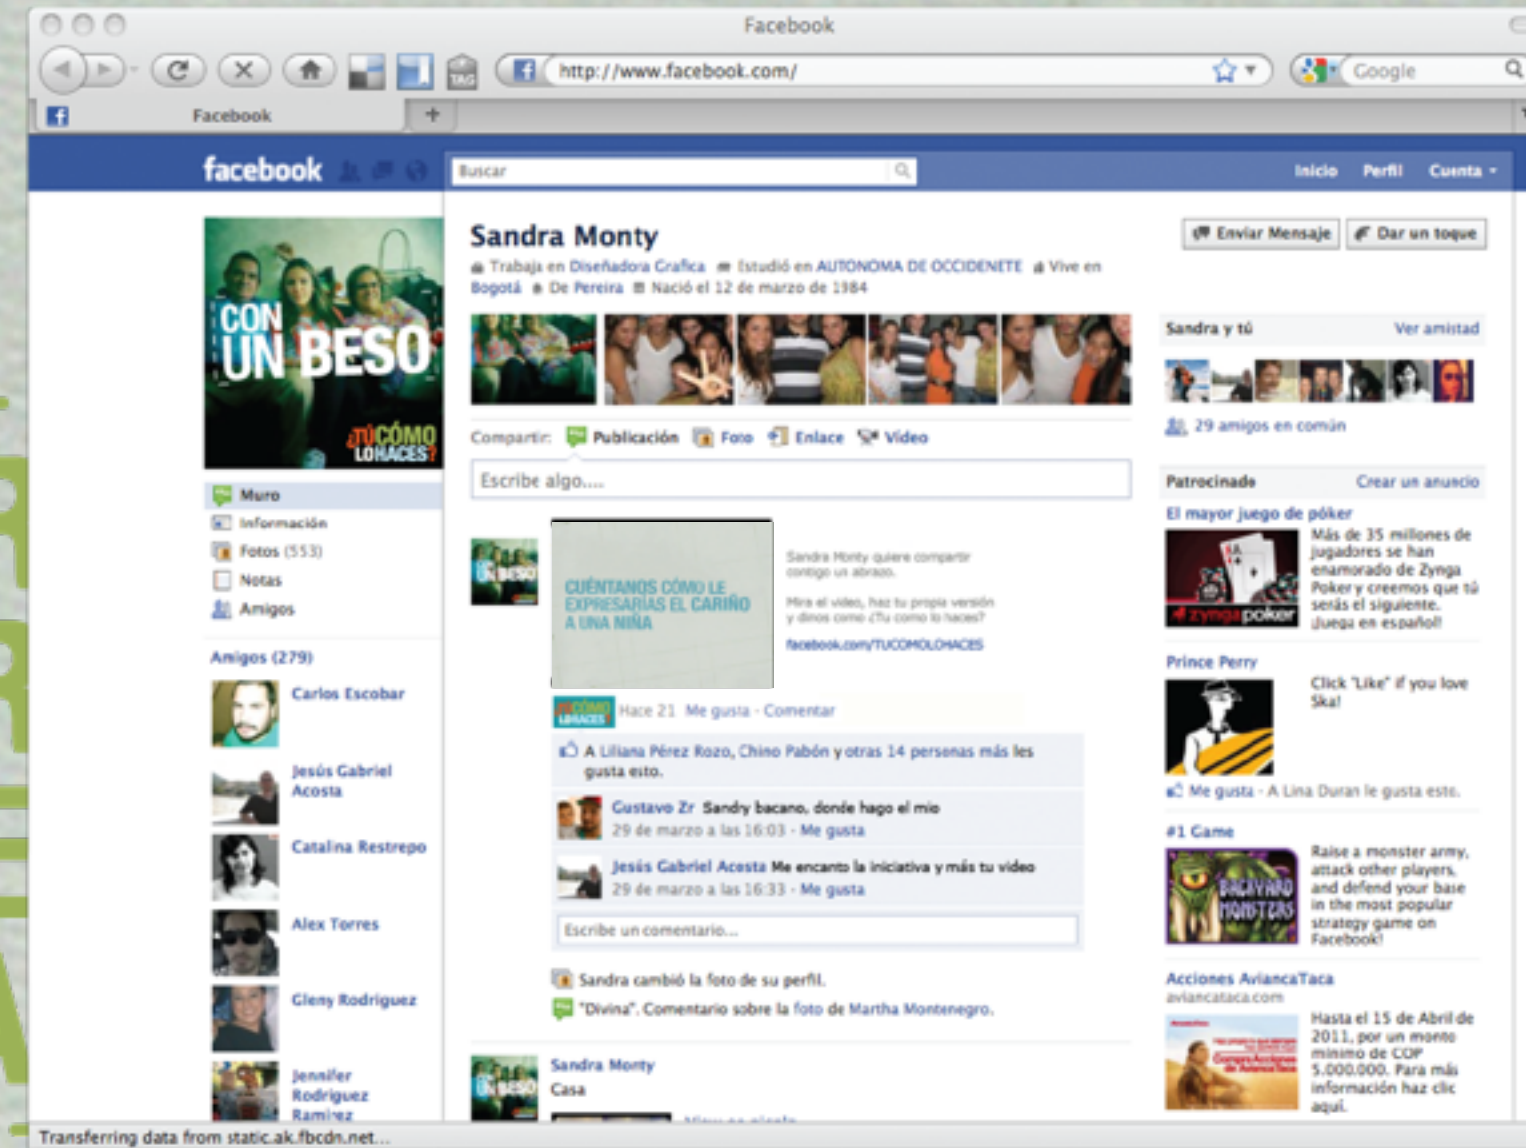 Facebook
TAG
http://www.facebook.com/
Google
Facebook
facebook
Buscar
Inicio Perfil Cuenta
CON
UN BESO
¿TÚ CÓMO
LO HACES?
Muro
Información
Fotos (553)
Notas
Amigos
Amigos (279)
Carlos Escobar
Jesús Gabriel
Acosta
Catalina Restrepo
Alex Torres
Gleny Rodriguez
Jennifer
Rodriguez
Ramirez
Sandra Monty
Trabaja en Diseñadora Grafica Estudió en AUTONOMA DE OCCIDENETE Vive en
Bogotá De Pereira Nació el 12 de marzo de 1984
Compartir: Publicación Foto Enlace Vídeo
Escribe algo....
UN BESO
CUÉNTANOS CÓMO LE
EXPRESARÍAS EL CARIÑO
A UNA NIÑA
Sandra Monty quiere compartir
contigo un abrazo.
Mira el video, haz tu propia versión
y dinos como ¿Tu como lo haces?
facebook.com/TUCOMOLOHACES
¿TÚ CÓMO
LO HACES?
Hace 21 Me gusta · Comentar
A Liliana Pérez Rozo, Chino Pabón y otras 14 personas más les
gusta esto.
Gustavo Zr Sandry bacano, donde hago el mio
29 de marzo a las 16:03 · Me gusta
Jesús Gabriel Acosta Me encanto la iniciativa y más tu video
29 de marzo a las 16:33 · Me gusta
Escribe un comentario...
Sandra cambió la foto de su perfil.
"Divina". Comentario sobre la foto de Martha Montenegro.
UN BESO
Sandra Monty
Casa
Enviar Mensaje Dar un toque
Sandra y tú Ver amistad
29 amigos en común
Patrocinado Crear un anuncio
El mayor juego de póker
zynga poker
Más de 35 millones de
jugadores se han
enamorado de Zynga
Poker y creemos que tú
serás el siguiente.
¡Juega en español!
Prince Perry
Click "Like" if you love
Ska!
Me gusta · A Lina Duran le gusta esto.
#1 Game
BACKYARD
MONSTERS
Raise a monster army,
attack other players,
and defend your base
in the most popular
strategy game on
Facebook!
Acciones AviancaTaca
aviancataca.com
Compra Acciones
de AviancaTaca
Hasta el 15 de Abril de
2011, por un monto
mínimo de COP
5.000.000. Para más
información haz clic
aquí.
Transferring data from static.ak.fbcdn.net...